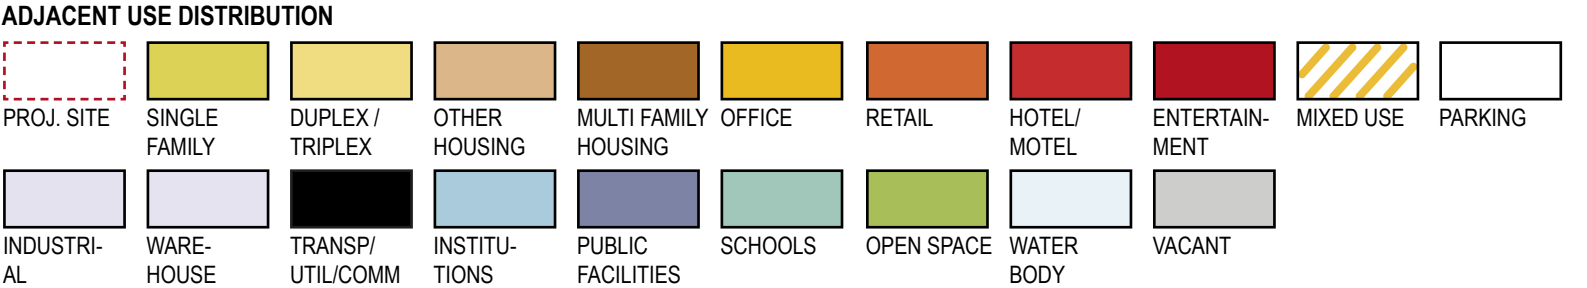 ADJACENT USE DISTRIBUTION
PROJ. SITE
SINGLE
FAMILY
DUPLEX /
TRIPLEX
OTHER
HOUSING
MULTI FAMILY
HOUSING
OFFICE
RETAIL
HOTEL/
MOTEL
ENTERTAIN-
MENT
MIXED USE
PARKING
INDUSTRI-
AL
WARE-
HOUSE
TRANSP/
UTIL/COMM
INSTITU-
TIONS
PUBLIC
FACILITIES
SCHOOLS
OPEN SPACE
WATER
BODY
VACANT